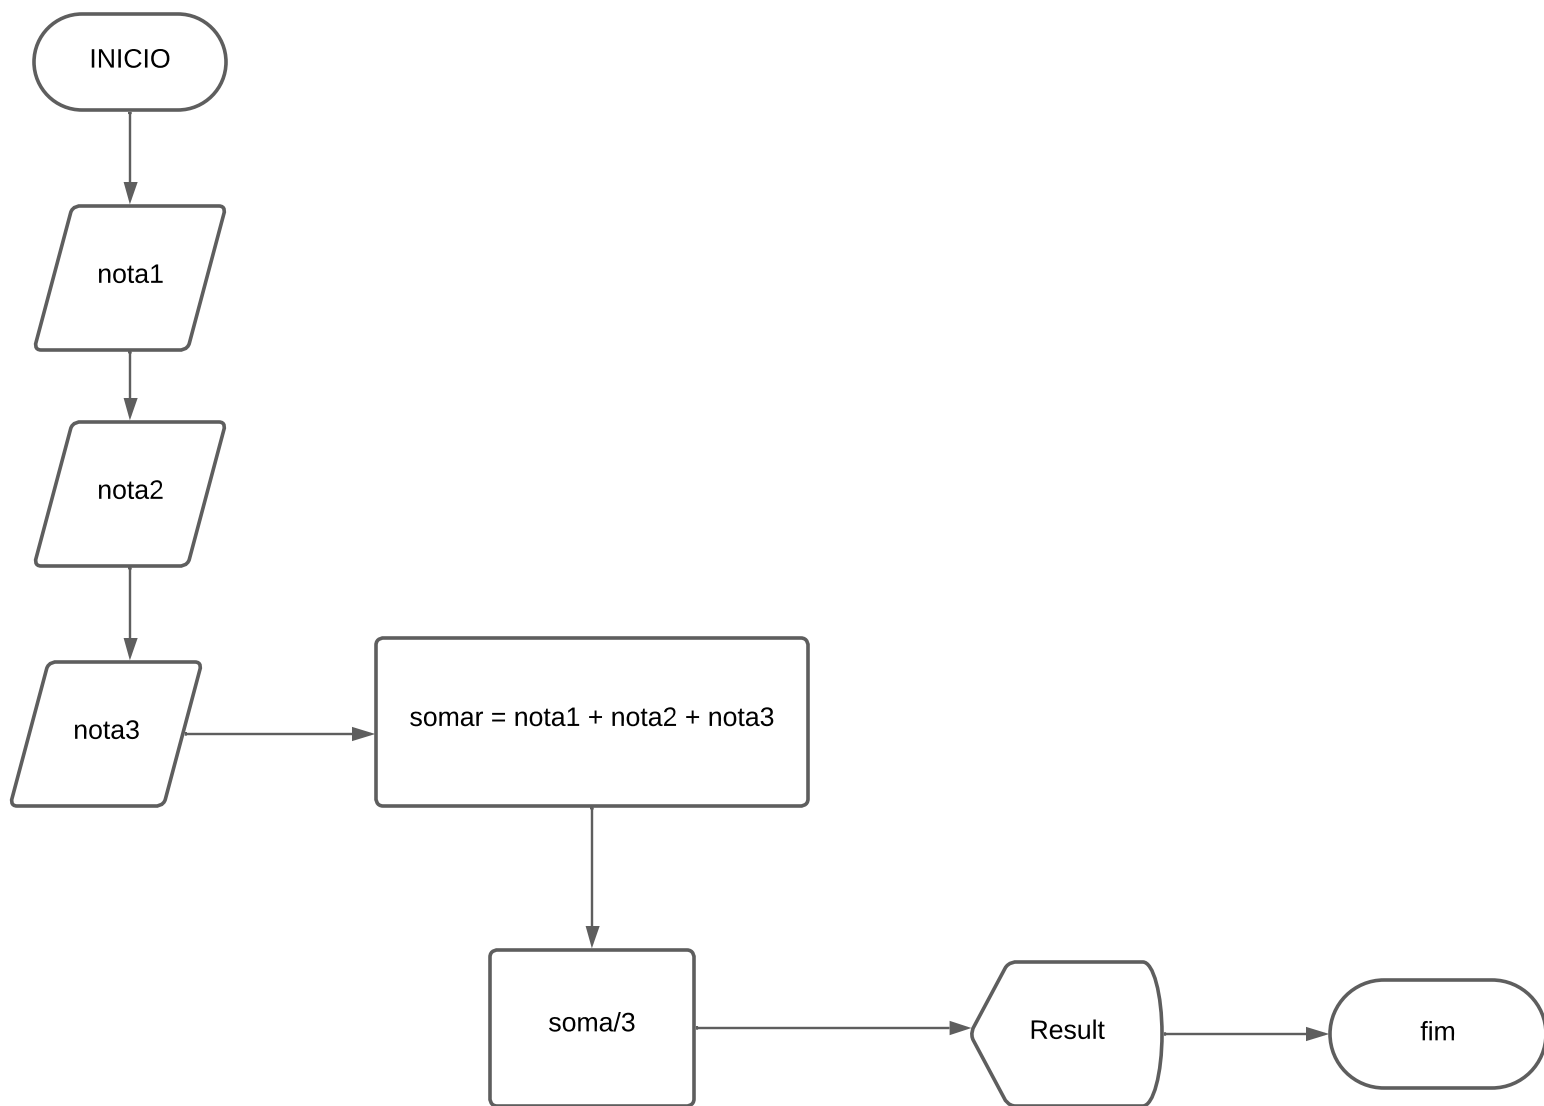 INICIO
nota1
nota2
nota3
somar = nota1 + nota2 + nota3
soma/3
Result
fim